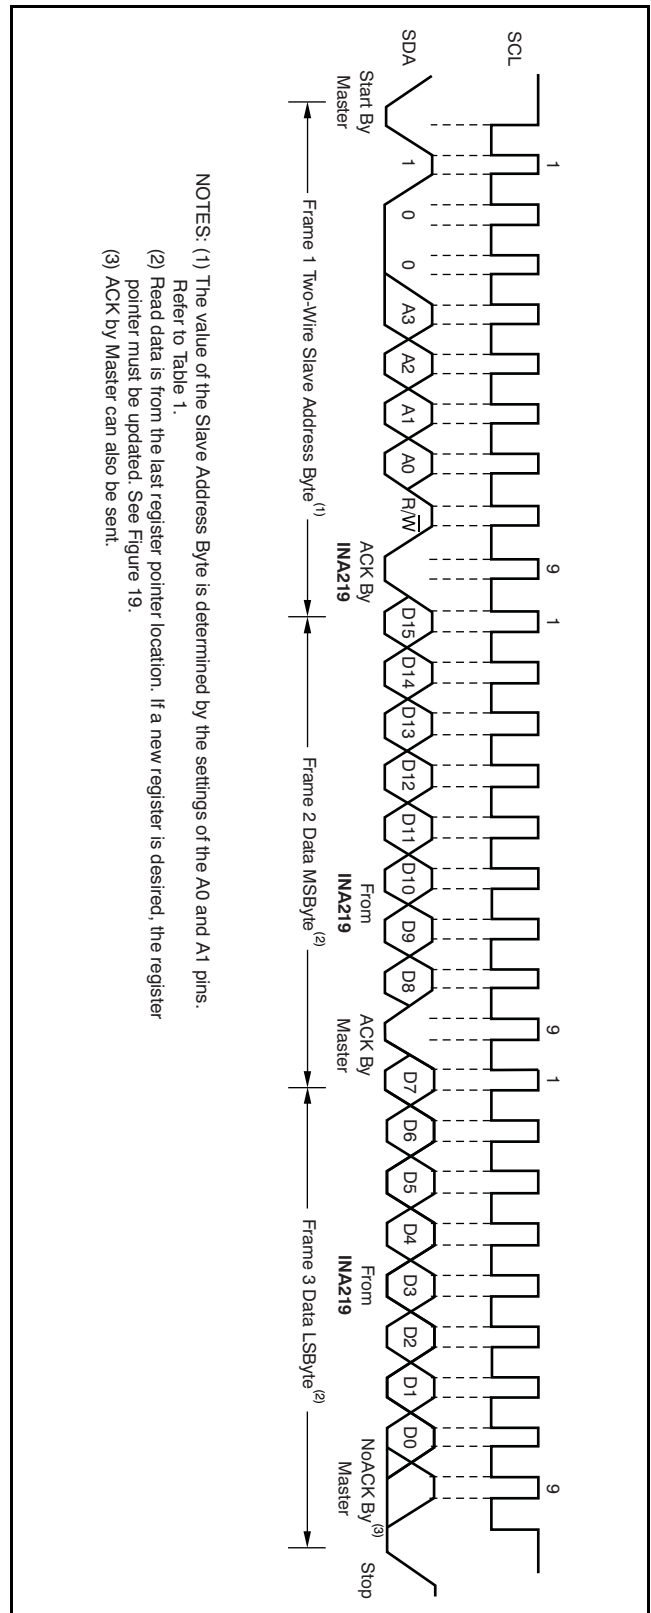 1 9 1 9 1 9
SCL
SDA 1 0 0 A3 A2 A1 A0 R/W D15 D14 D13 D12 D11 D10 D9 D8 D7 D6 D5 D4 D3 D2 D1 D0
Start By
Master
ACK By
INA219
From
INA219
ACK By
Master
From
INA219
NoACK By(3)
Master
Stop
Frame 1 Two-Wire Slave Address Byte(1)
Frame 2 Data MSByte(2)
Frame 3 Data LSByte(2)
NOTES: (1) The value of the Slave Address Byte is determined by the settings of the A0 and A1 pins.
Refer to Table 1.
(2) Read data is from the last register pointer location. If a new register is desired, the register
pointer must be updated. See Figure 19.
(3) ACK by Master can also be sent.